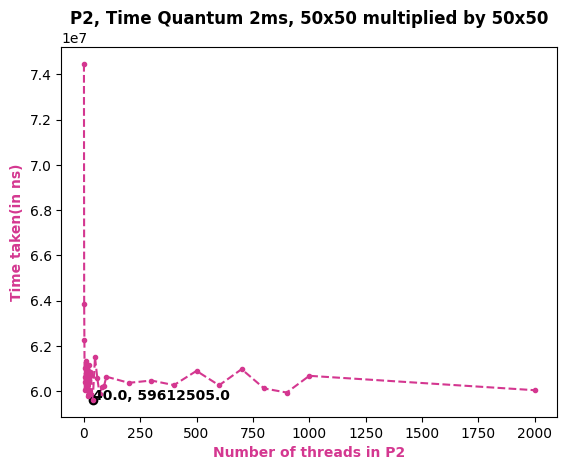 P2, Time Quantum 2ms, 50x50 multiplied by 50x50
1e7
7.4
7.2
7.0
6.8
6.6
6.4
6.2
6.0
Time taken(in ns)
40.0, 59612505.0
0 250 500 750 1000 1250 1500 1750 2000
Number of threads in P2